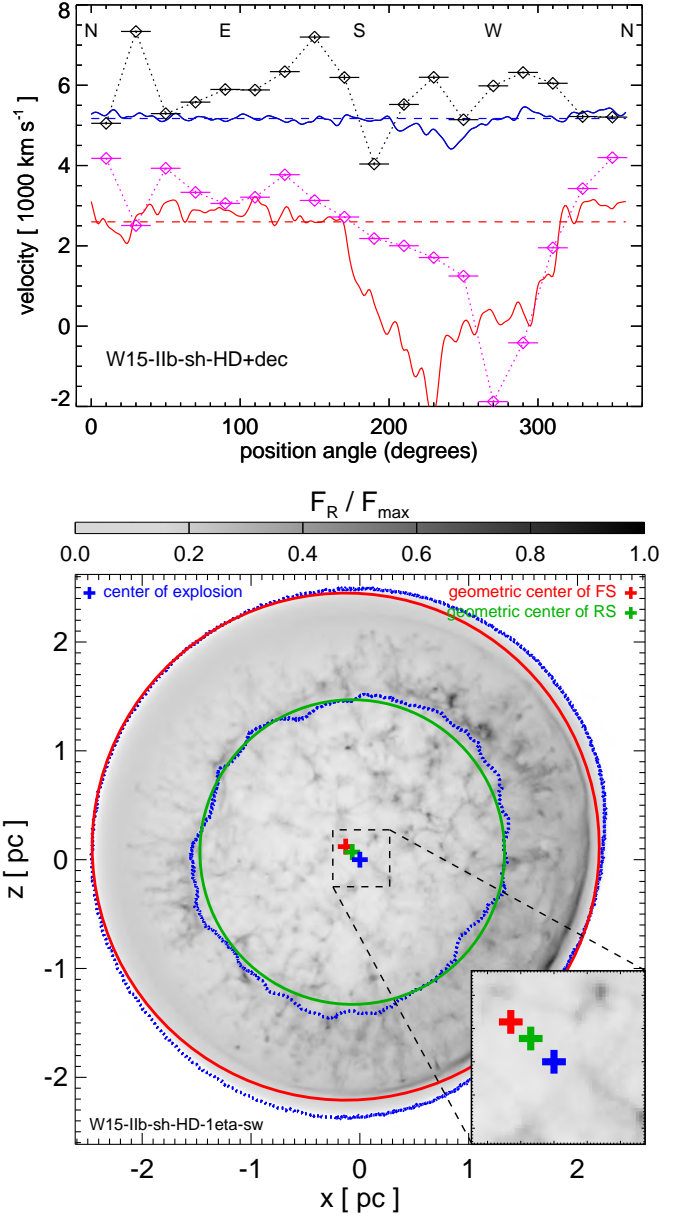 N E S W N
8
6
4
2
0
-2
velocity [ 1000 km s-1 ]
W15-IIb-sh-HD+dec
0 100 200 300
position angle (degrees)
FR / Fmax
0.0 0.2 0.4 0.6 0.8 1.0
center of explosion
geometric center of FS
geometric center of RS
2
1
0
-1
-2
z [ pc ]
W15-IIb-sh-HD-1eta-sw
-2 -1 0 1 2
x [ pc ]